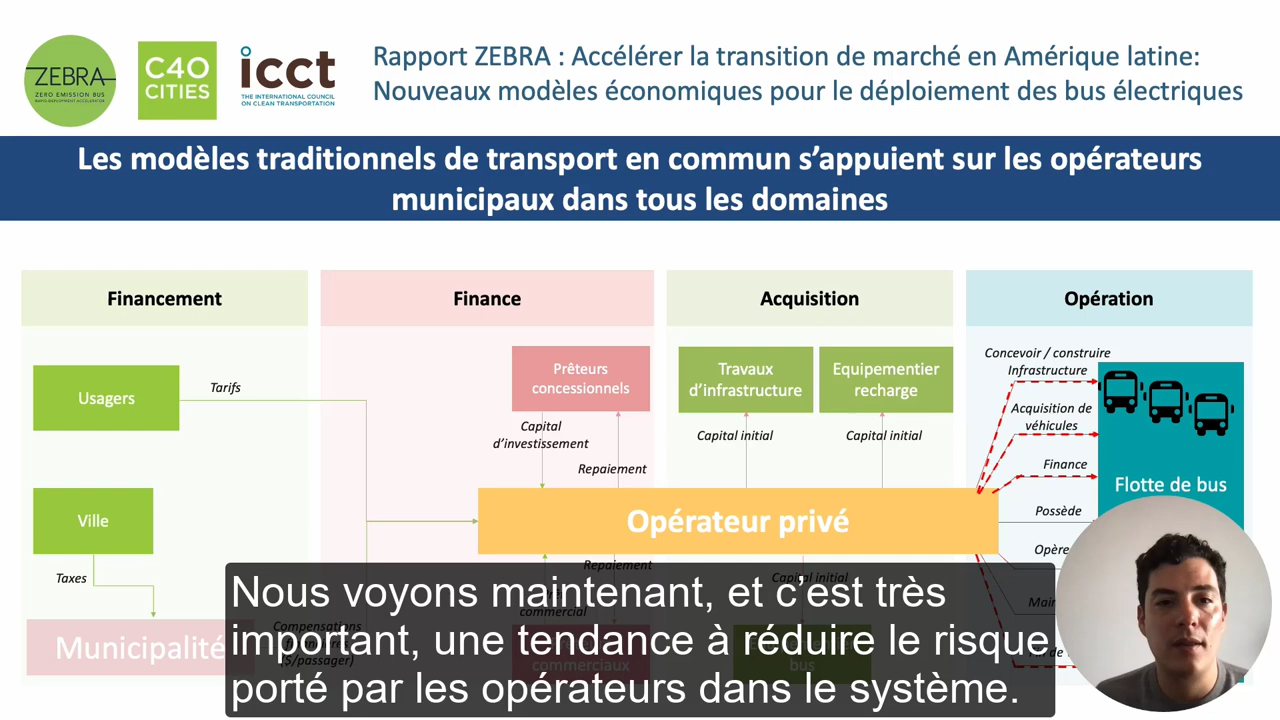 ZEBRA
ZERO EMISSION BUS
RAPID-DEPLOYMENT ACCELERATOR
C40
CITIES
icct
THE INTERNATIONAL COUNCIL
ON CLEAN TRANSPORTATION
Rapport ZEBRA : Accélérer la transition de marché en Amérique latine:
Nouveaux modèles économiques pour le déploiement des bus électriques
Les modèles traditionnels de transport en commun s’appuient sur les opérateurs
municipaux dans tous les domaines
Financement
Finance
Acquisition
Opération
Usagers
Tarifs
Prêteurs
concessionnels
Capital
d’investissement
Repaiement
Travaux
d’infrastructure
Equipementier
recharge
Capital initial
Capital initial
Concevoir / construire
Infrastructure
Acquisition de
véhicules
Finance
Flotte de bus
Possède
Opère
Ville
Taxes
Opérateur privé
Repaiement
Capital initial
commercial
Municipalité
Compensations
($/passager)
commerciaux
bus
Nous voyons maintenant, et c’est très
important, une tendance à réduire le risque
porté par les opérateurs dans le système.